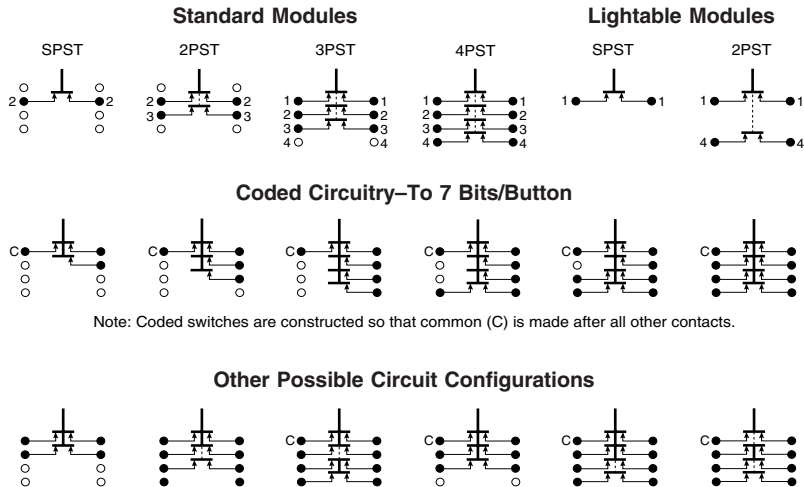 Standard Modules Lightable Modules
SPST 2PST 3PST 4PST SPST 2PST
2 2 2 2 1 1 1 1 1 1 1 1
3 3 2 2 2 2
3 3 3 3
4 4 4 4 4 4
Coded Circuitry–To 7 Bits/Button
C C C C C C
Note: Coded switches are constructed so that common (C) is made after all other contacts.
Other Possible Circuit Configurations
C C C